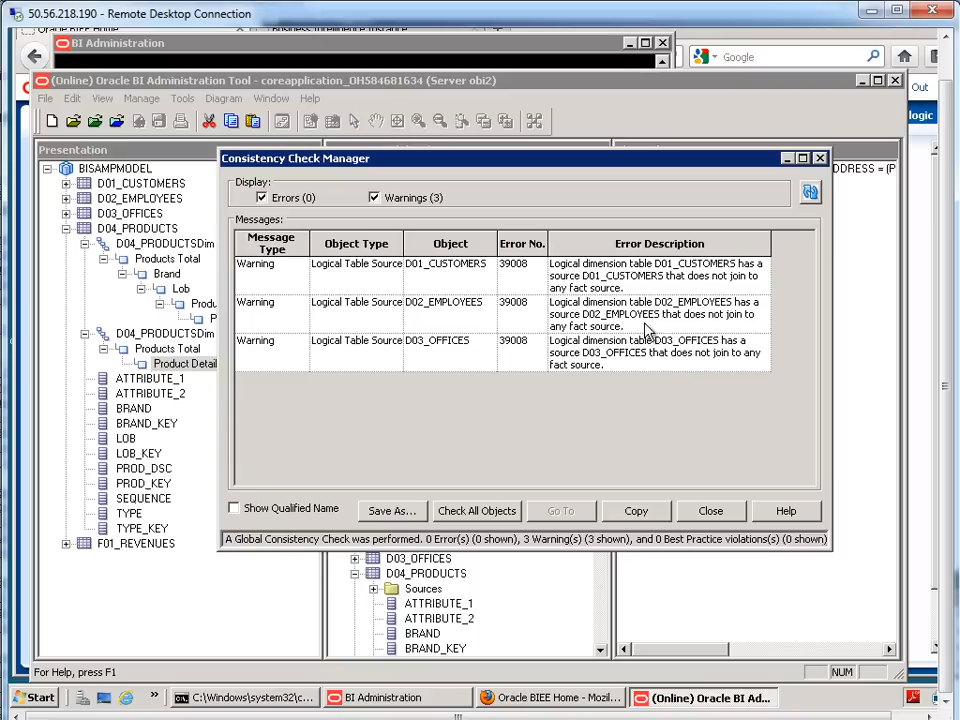 50.56.218.190 - Remote Desktop Connection
BI Administration
Google
(Online) Oracle BI Administration Tool - coreapplication_OH584681634 (Server obi2)
Out
File Edit View Manage Tools Diagram Window Help
logic
Presentation
Consistency Check Manager
BISAMPMODEL
DDRESS = (P
D01_CUSTOMERS
D02_EMPLOYEES
D03_OFFICES
D04_PRODUCTS
D04_PRODUCTSDim
Products Total
Brand
Lob
Produ
P
D04_PRODUCTSDim
Products Total
Product Detail
ATTRIBUTE_1
ATTRIBUTE_2
BRAND
BRAND_KEY
LOB
LOB_KEY
PROD_DSC
PROD_KEY
SEQUENCE
TYPE
TYPE_KEY
F01_REVENUES
Display:
Errors (0) Warnings (3)
Messages:
Message Type Object Type Object Error No. Error Description
Warning Logical Table Source D01_CUSTOMERS 39008 Logical dimension table D01_CUSTOMERS has a
source D01_CUSTOMERS that does not join to
any fact source.
Warning Logical Table Source D02_EMPLOYEES 39008 Logical dimension table D02_EMPLOYEES has a
source D02_EMPLOYEES that does not join to
any fact source.
Warning Logical Table Source D03_OFFICES 39008 Logical dimension table D03_OFFICES has a
source D03_OFFICES that does not join to any
fact source.
Show Qualified Name Save As... Check All Objects Go To Copy Close Help
A Global Consistency Check was performed. 0 Error(s) (0 shown), 3 Warning(s) (3 shown), and 0 Best Practice violations(s) (0 shown)
D03_OFFICES
D04_PRODUCTS
Sources
ATTRIBUTE_1
ATTRIBUTE_2
BRAND
BRAND_KEY
For Help, press F1
NUM
Start » C:\Windows\system32\c... BI Administration Oracle BIEE Home - Mozil... (Online) Oracle BI Ad...